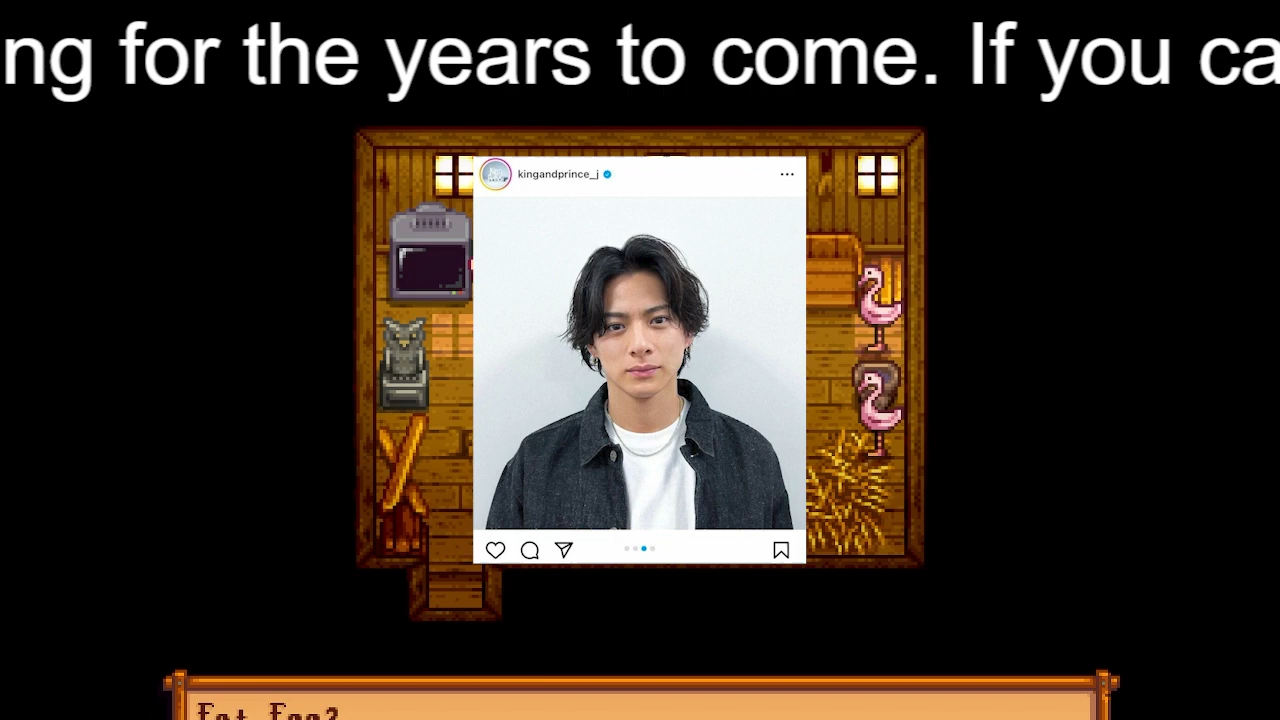 ng for the years to come. If you ca
kingandprince_j
Eat Egg?